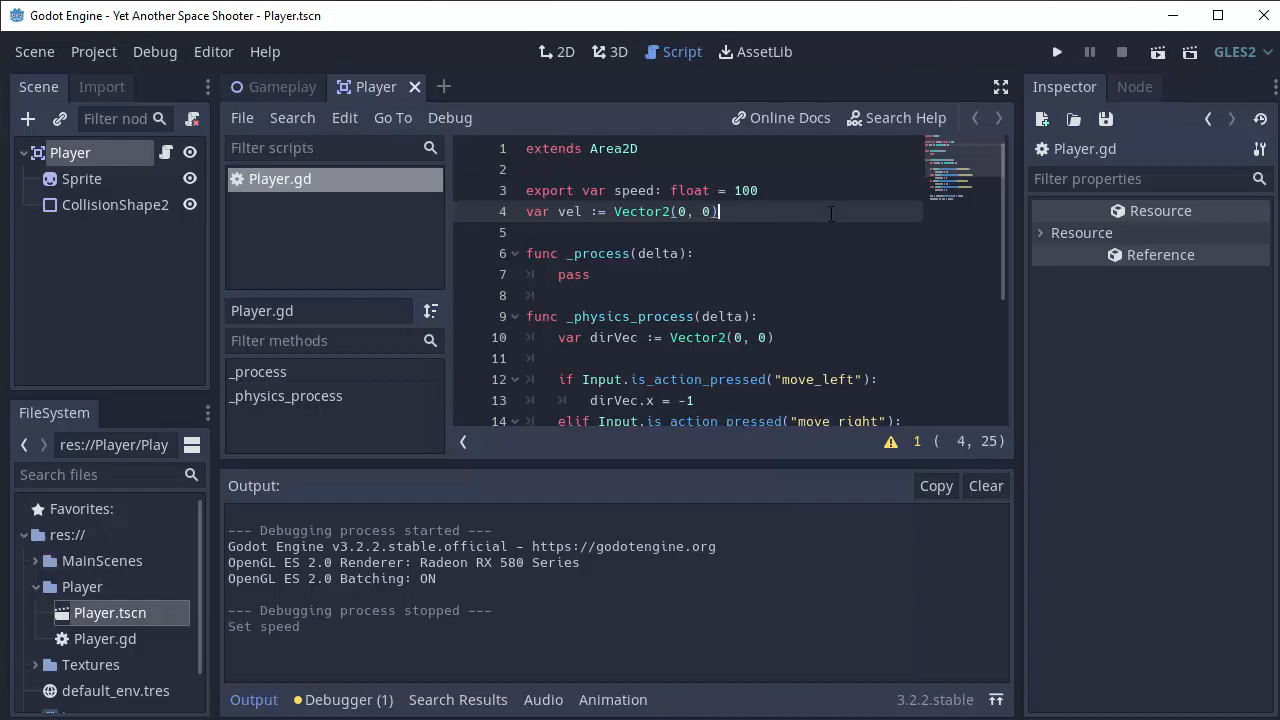 Godot Engine - Yet Another Space Shooter - Player.tscn
Scene Project Debug Editor Help
2D 3D Script AssetLib
GLES2
Scene Import
Filter nod
Player
Sprite
CollisionShape2
FileSystem
res://Player/Play
Search files
Favorites:
res://
MainScenes
Player
Player.tscn
Player.gd
Textures
default_env.tres
Gameplay Player
File Search Edit Go To Debug
Online Docs Search Help
Filter scripts
Player.gd
Player.gd
Filter methods
_process
_physics_process
1 extends Area2D
2
3 export var speed: float = 100
4 var vel := Vector2(0, 0)
5
6 func _process(delta):
7 pass
8
9 func _physics_process(delta):
10 var dirVec := Vector2(0, 0)
11
12 if Input.is_action_pressed("move_left"):
13 dirVec.x = -1
14 elif Input.is_action_pressed("move_right"):
1 ( 4, 25)
Output:
Copy Clear
--- Debugging process started ---
Godot Engine v3.2.2.stable.official - https://godotengine.org
OpenGL ES 2.0 Renderer: Radeon RX 580 Series
OpenGL ES 2.0 Batching: ON
--- Debugging process stopped ---
Set speed
Output Debugger (1) Search Results Audio Animation
3.2.2.stable
Inspector Node
Player.gd
Filter properties
Resource
Resource
Reference